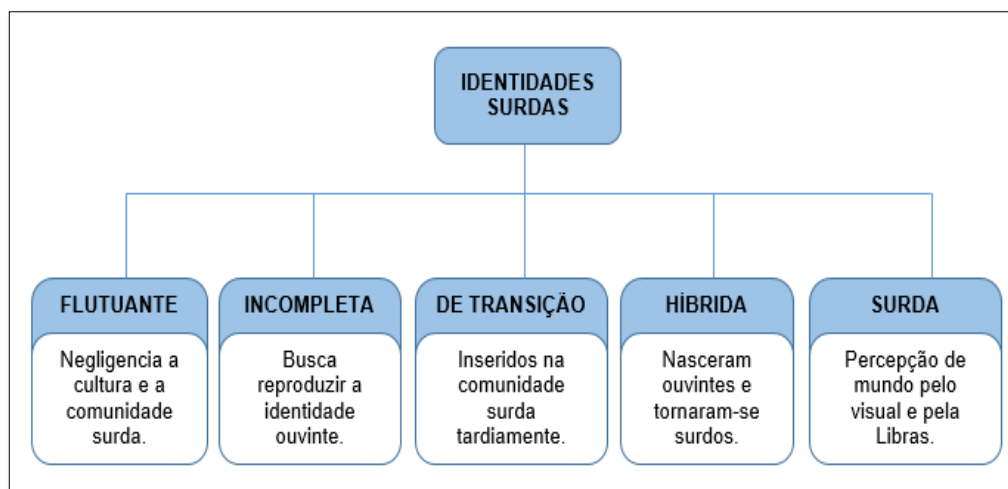 IDENTIDADES
SURDAS
FLUTUANTE
Negligencia a
cultura e a
comunidade
surda.
INCOMPLETA
Busca
reproduzir a
identidade
ouvinte.
DE TRANSIÇÃO
Inseridos na
comunidade
surda
tardiamente.
HÍBRIDA
Nasceram
ouvintes e
tornaram-se
surdos.
SURDA
Percepção de
mundo pelo
visual e pela
Libras.